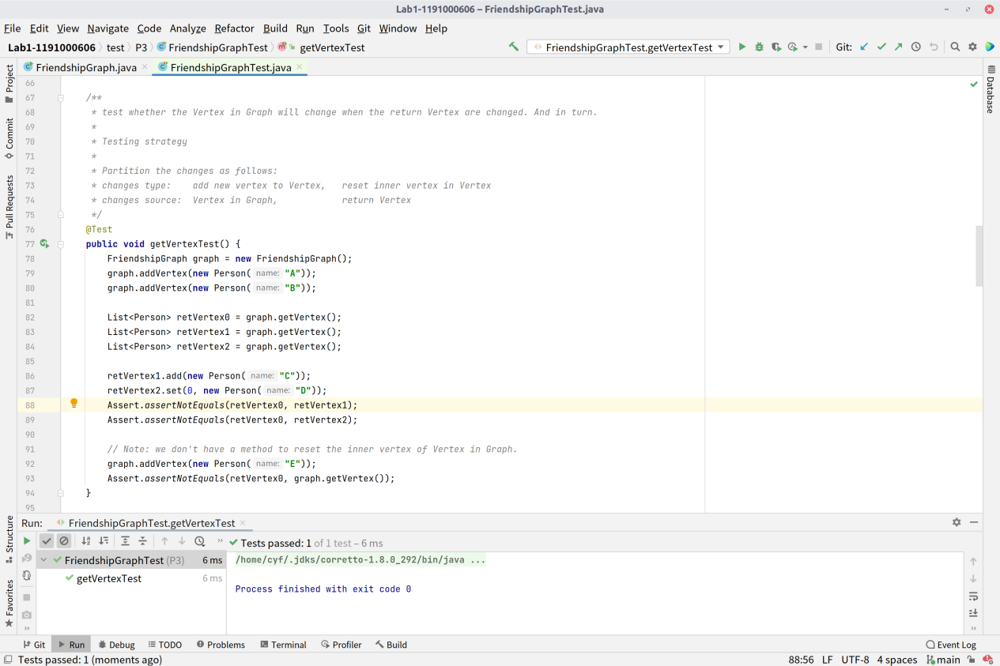 Lab1-1191000606 – FriendshipGraphTest.java
File Edit View Navigate Code Analyze Refactor Build Run Tools Git Window Help
Lab1-1191000606 test P3 FriendshipGraphTest getVertexTest
FriendshipGraphTest.getVertexTest
Git:
Project
Commit
Pull Requests
Structure
Favorites
Database
FriendshipGraph.java
FriendshipGraphTest.java
66
67 /**
68 * test whether the Vertex in Graph will change when the return Vertex are changed. And in turn.
69 *
70 * Testing strategy
71 *
72 * Partition the changes as follows:
73 * changes type: add new vertex to Vertex, reset inner vertex in Vertex
74 * changes source: Vertex in Graph, return Vertex
75 */
76 @Test
77 public void getVertexTest() {
78 FriendshipGraph graph = new FriendshipGraph();
79 graph.addVertex(new Person( name: "A"));
80 graph.addVertex(new Person( name: "B"));
81
82 List<Person> retVertex0 = graph.getVertex();
83 List<Person> retVertex1 = graph.getVertex();
84 List<Person> retVertex2 = graph.getVertex();
85
86 retVertex1.add(new Person( name: "C"));
87 retVertex2.set(0, new Person( name: "D"));
88 Assert.assertNotEquals(retVertex0, retVertex1);
89 Assert.assertNotEquals(retVertex0, retVertex2);
90
91 // Note: we don't have a method to reset the inner vertex of Vertex in Graph.
92 graph.addVertex(new Person( name: "E"));
93 Assert.assertNotEquals(retVertex0, graph.getVertex());
94 }
95
Run: FriendshipGraphTest.getVertexTest
Tests passed: 1 of 1 test – 6 ms
FriendshipGraphTest (P3) 6 ms
getVertexTest 6 ms
/home/cyf/.jdks/corretto-1.8.0_292/bin/java ...
Process finished with exit code 0
Git Run Debug TODO Problems Terminal Profiler Build Event Log
Tests passed: 1 (moments ago) 88:56 LF UTF-8 4 spaces main